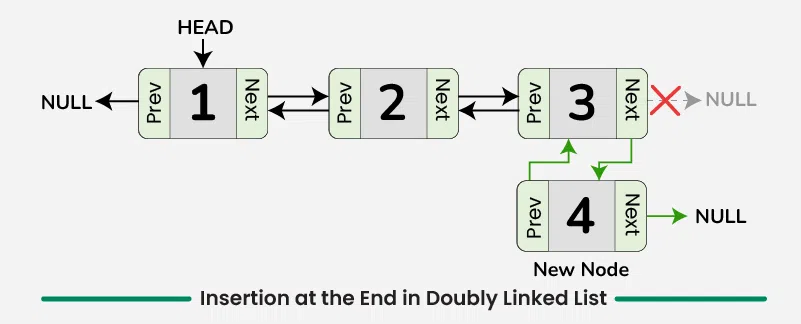 HEAD
NULL Prev 1 Next Prev 2 Next Prev 3 Next NULL
Prev 4 Next NULL
New Node
Insertion at the End in Doubly Linked List